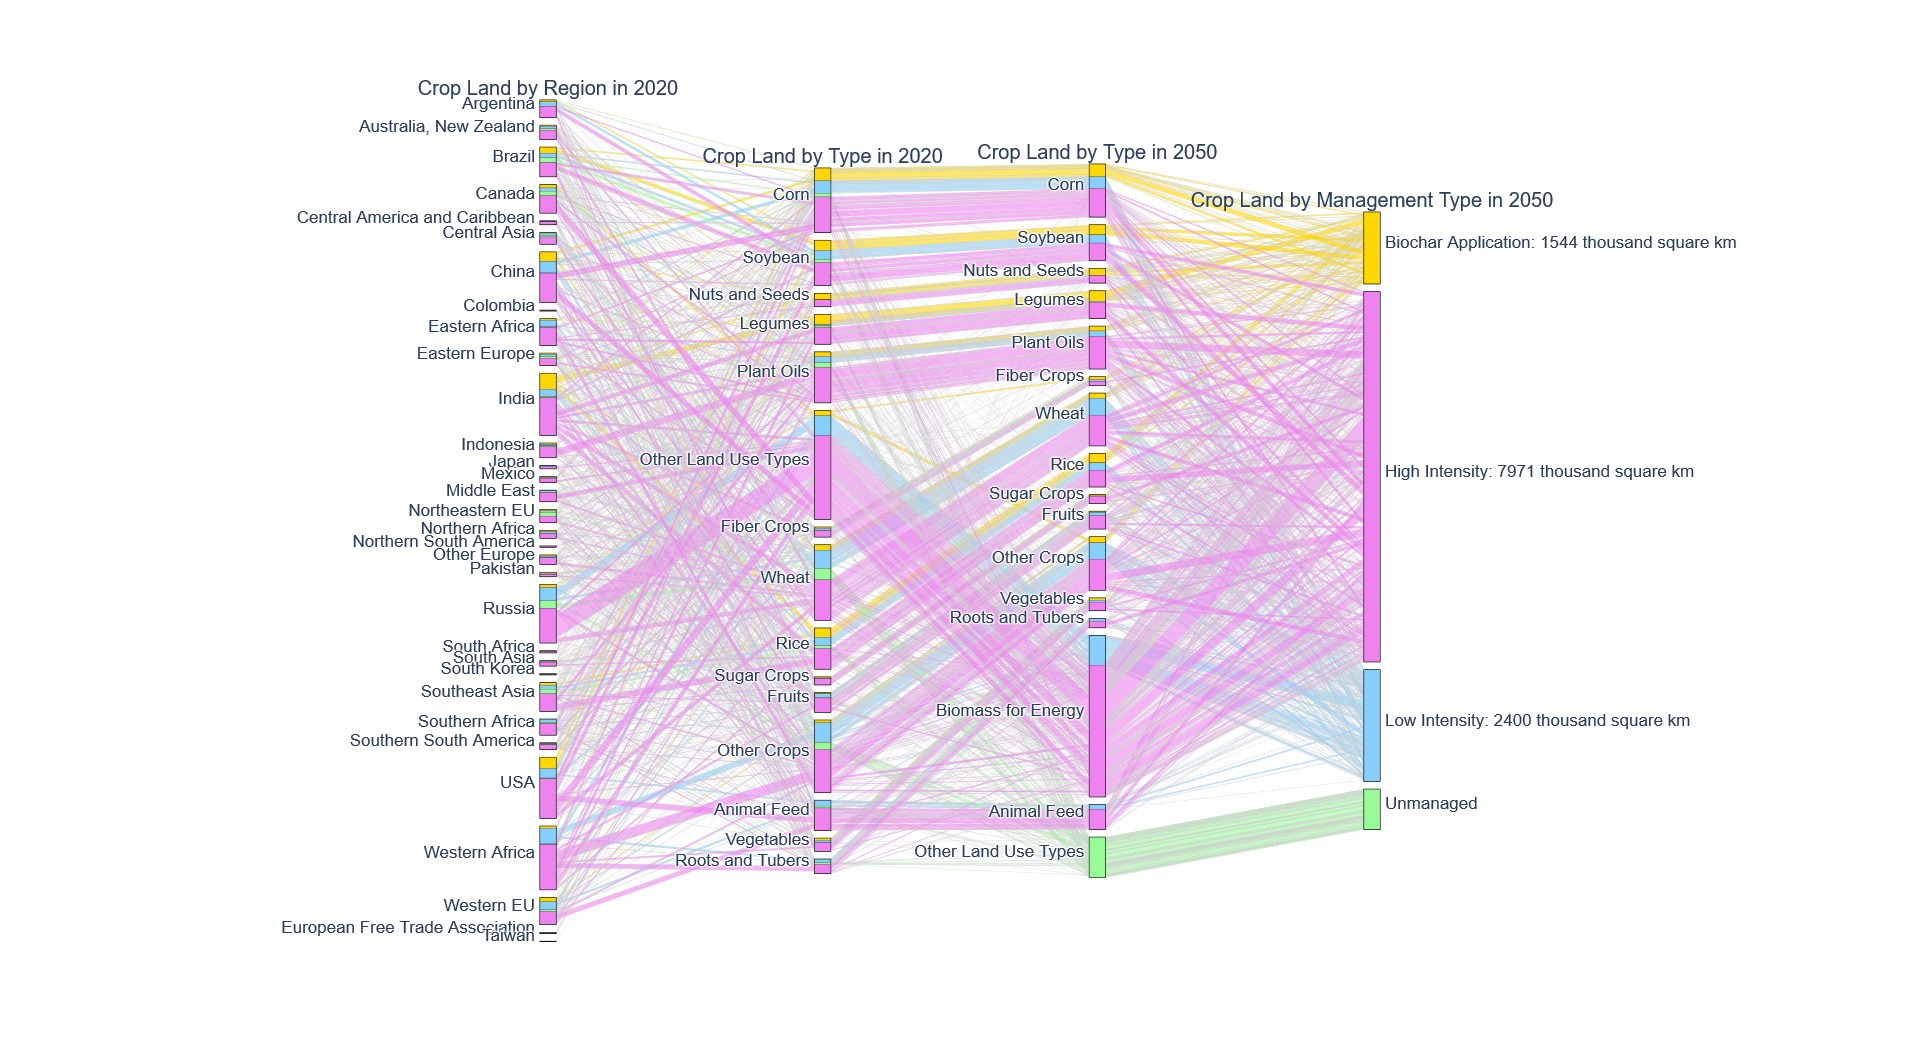 Crop Land by Region in 2020
Argentina
Australia, New Zealand
Brazil
Canada
Central America and Caribbean
Central Asia
China
Colombia
Eastern Africa
Eastern Europe
India
Indonesia
Japan
Mexico
Middle East
Northeastern EU
Northern Africa
Northern South America
Other Europe
Pakistan
Russia
South Africa
South Asia
South Korea
Southeast Asia
Southern Africa
Southern South America
USA
Western Africa
Western EU
European Free Trade Association
Taiwan
Crop Land by Type in 2020
Corn
Soybean
Nuts and Seeds
Legumes
Plant Oils
Other Land Use Types
Fiber Crops
Wheat
Rice
Sugar Crops
Fruits
Other Crops
Animal Feed
Vegetables
Roots and Tubers
Crop Land by Type in 2050
Corn
Soybean
Nuts and Seeds
Legumes
Plant Oils
Fiber Crops
Wheat
Rice
Sugar Crops
Fruits
Other Crops
Vegetables
Roots and Tubers
Biomass for Energy
Animal Feed
Other Land Use Types
Crop Land by Management Type in 2050
Biochar Application: 1544 thousand square km
High Intensity: 7971 thousand square km
Low Intensity: 2400 thousand square km
Unmanaged